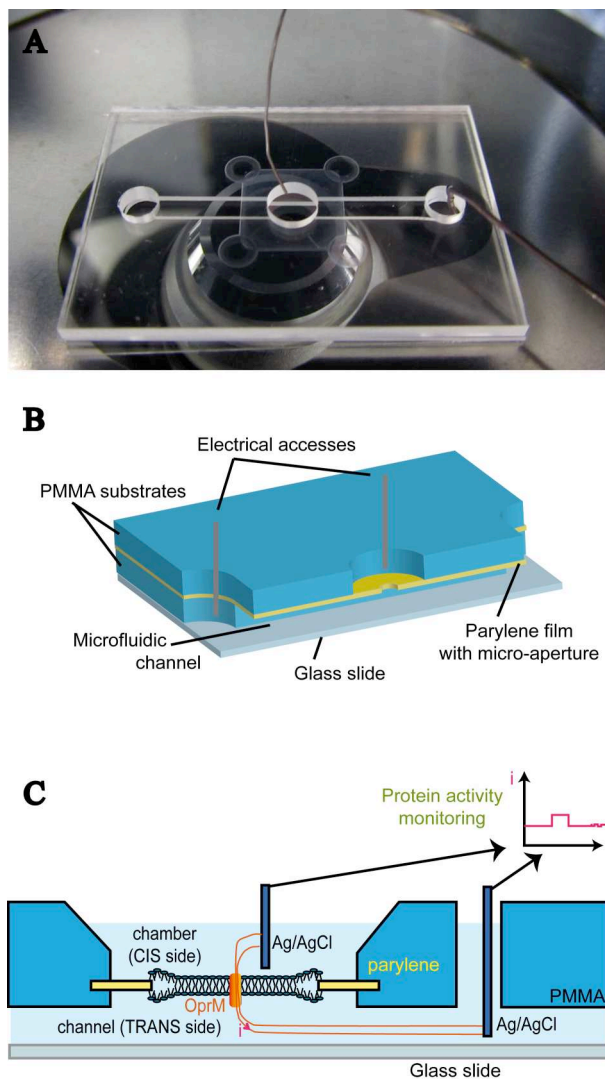 A
B
Electrical accesses
PMMA substrates
Microfluidic
channel
Glass slide
Parylene film
with micro-aperture
C
i
Protein activity
monitoring
chamber
(CIS side)
Ag/AgCl
parylene
OprM
PMMA
channel (TRANS side)
i
Ag/AgCl
Glass slide